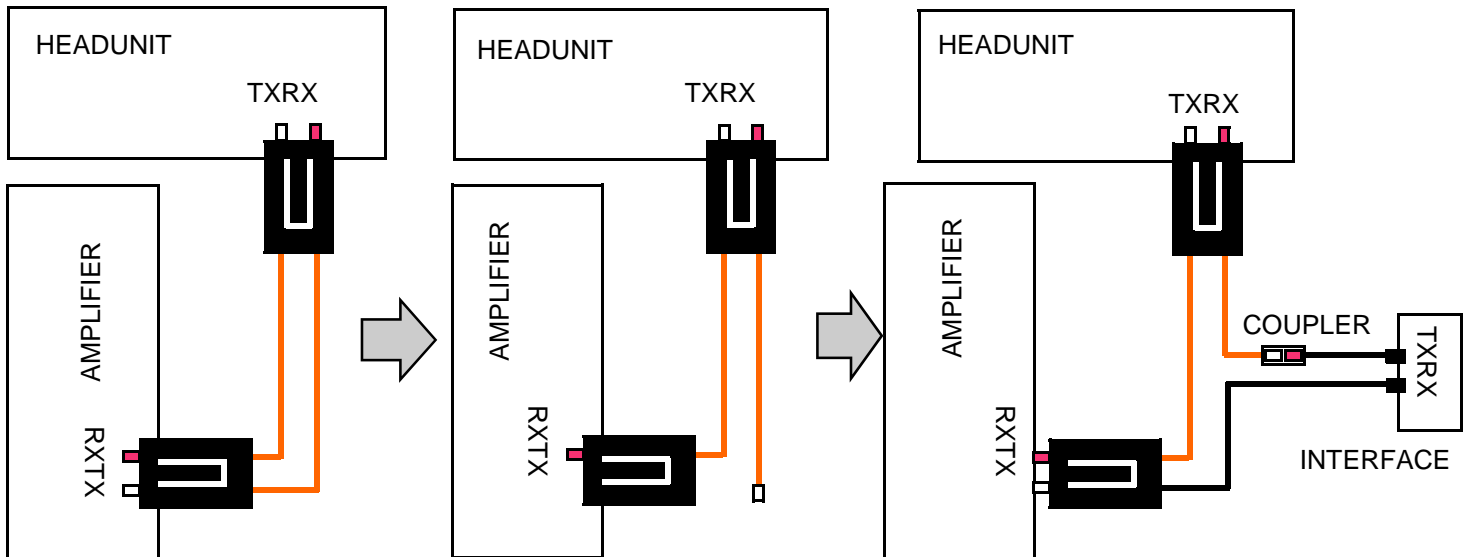 HEADUNIT
TXRX
AMPLIFIER
RXTX
HEADUNIT
TXRX
AMPLIFIER
RXTX
HEADUNIT
TXRX
AMPLIFIER
RXTX
COUPLER
TXRX
INTERFACE